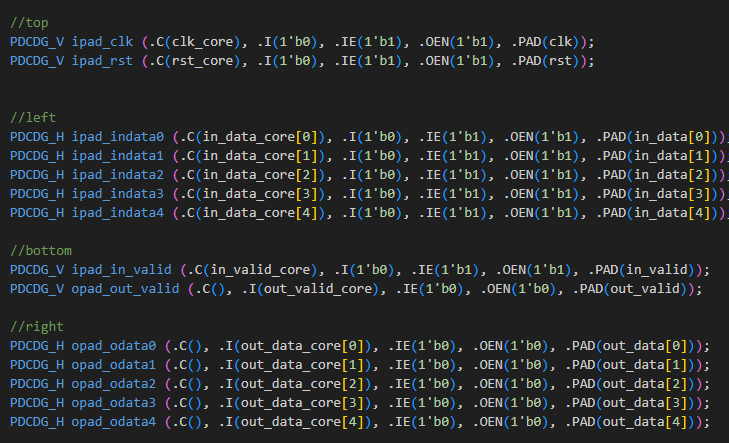 //top
PDCDG_V ipad_clk (.C(clk_core), .I(1'b0), .IE(1'b1), .OEN(1'b1), .PAD(clk));
PDCDG_V ipad_rst (.C(rst_core), .I(1'b0), .IE(1'b1), .OEN(1'b1), .PAD(rst));
//left
PDCDG_H ipad_indata0 (.C(in_data_core[0]), .I(1'b0), .IE(1'b1), .OEN(1'b1), .PAD(in_data[0]));
PDCDG_H ipad_indata1 (.C(in_data_core[1]), .I(1'b0), .IE(1'b1), .OEN(1'b1), .PAD(in_data[1]));
PDCDG_H ipad_indata2 (.C(in_data_core[2]), .I(1'b0), .IE(1'b1), .OEN(1'b1), .PAD(in_data[2]));
PDCDG_H ipad_indata3 (.C(in_data_core[3]), .I(1'b0), .IE(1'b1), .OEN(1'b1), .PAD(in_data[3]));
PDCDG_H ipad_indata4 (.C(in_data_core[4]), .I(1'b0), .IE(1'b1), .OEN(1'b1), .PAD(in_data[4]));
//bottom
PDCDG_V ipad_in_valid (.C(in_valid_core), .I(1'b0), .IE(1'b1), .OEN(1'b1), .PAD(in_valid));
PDCDG_V opad_out_valid (.C(), .I(out_valid_core), .IE(1'b0), .OEN(1'b0), .PAD(out_valid));
//right
PDCDG_H opad_odata0 (.C(), .I(out_data_core[0]), .IE(1'b0), .OEN(1'b0), .PAD(out_data[0]));
PDCDG_H opad_odata1 (.C(), .I(out_data_core[1]), .IE(1'b0), .OEN(1'b0), .PAD(out_data[1]));
PDCDG_H opad_odata2 (.C(), .I(out_data_core[2]), .IE(1'b0), .OEN(1'b0), .PAD(out_data[2]));
PDCDG_H opad_odata3 (.C(), .I(out_data_core[3]), .IE(1'b0), .OEN(1'b0), .PAD(out_data[3]));
PDCDG_H opad_odata4 (.C(), .I(out_data_core[4]), .IE(1'b0), .OEN(1'b0), .PAD(out_data[4]));